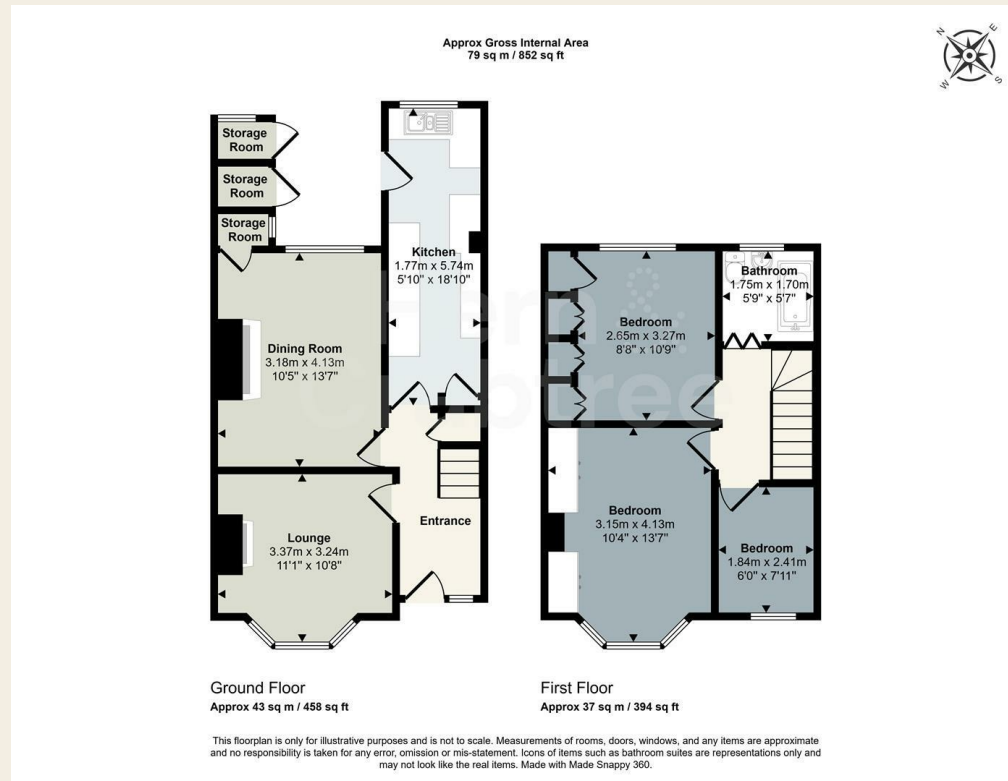 Approx Gross Internal Area
79 sq m / 852 sq ft
N
E
S
W
Storage
Room
Storage
Room
Storage
Room
Kitchen
1.77m x 5.74m
5'10" x 18'10"
Dining Room
3.18m x 4.13m
10'5" x 13'7"
Lounge
3.37m x 3.24m
11'1" x 10'8"
Entrance
Bathroom
1.75m x 1.70m
5'9" x 5'7"
Bedroom
2.65m x 3.27m
8'8" x 10'9"
Bedroom
3.15m x 4.13m
10'4" x 13'7"
Bedroom
1.84m x 2.41m
6'0" x 7'11"
Hern &
Crabtree
Ground Floor
Approx 43 sq m / 458 sq ft
First Floor
Approx 37 sq m / 394 sq ft
This floorplan is only for illustrative purposes and is not to scale. Measurements of rooms, doors, windows, and any items are approximate
and no responsibility is taken for any error, omission or mis-statement. Icons of items such as bathroom suites are representations only and
may not look like the real items. Made with Made Snappy 360.